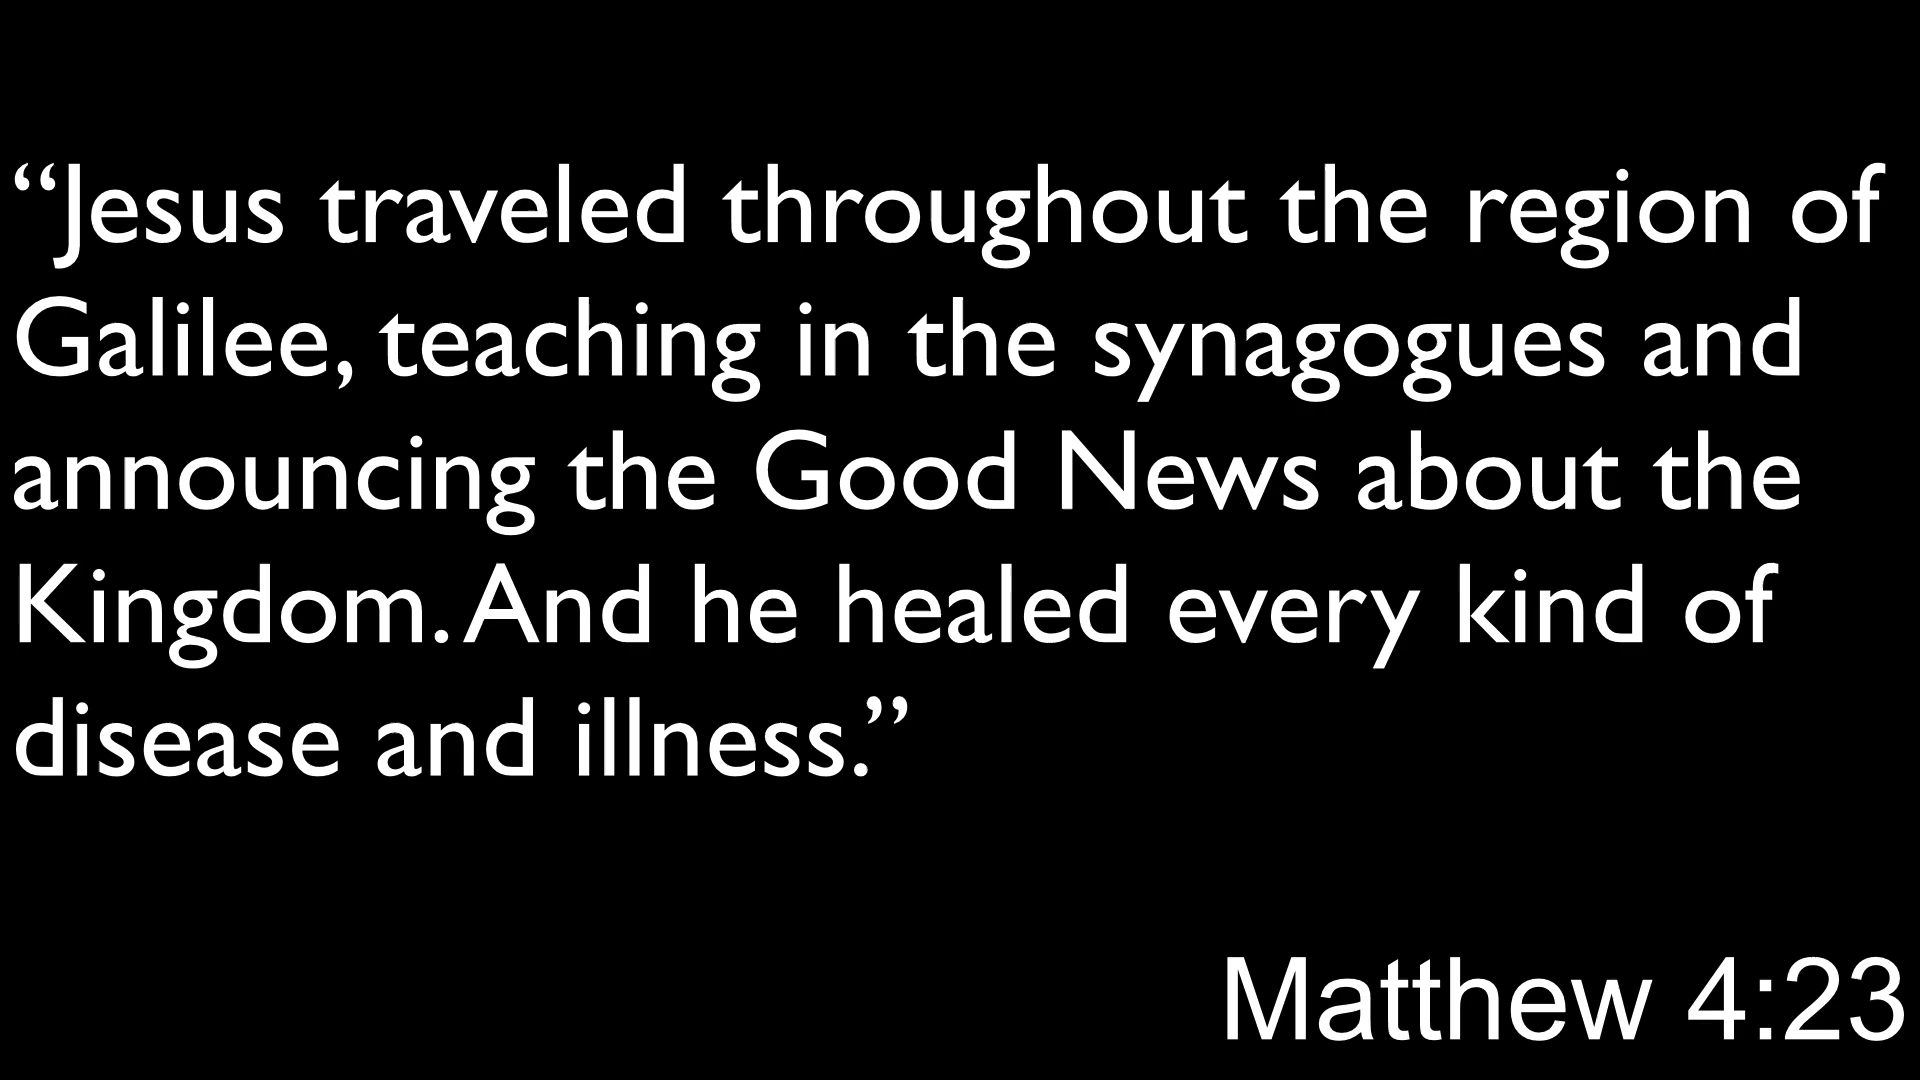 “Jesus traveled throughout the region of
Galilee, teaching in the synagogues and
announcing the Good News about the
Kingdom. And he healed every kind of
disease and illness.”
Matthew 4:23